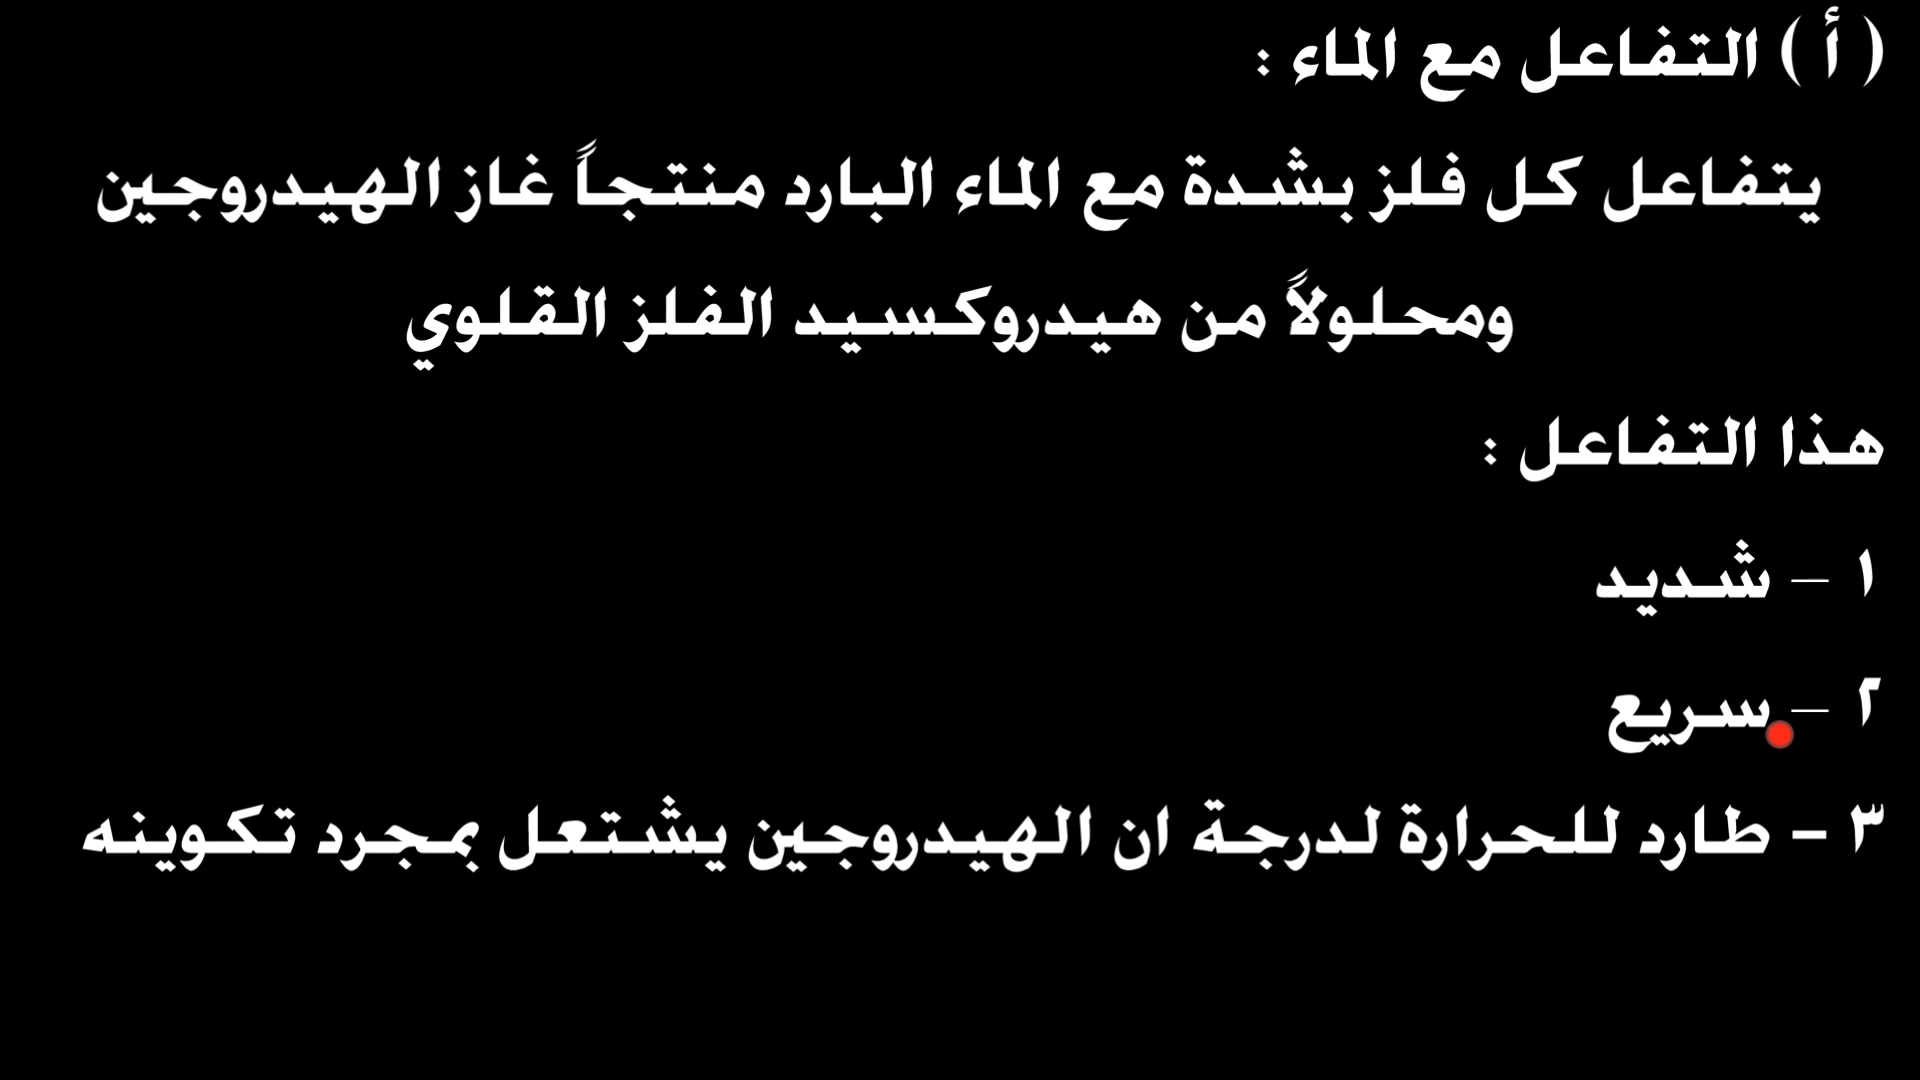 ( أ ) التفاعل مع الماء :
يتفاعل كل فلز بشدة مع الماء البارد منتجاً غاز الهيدروجين
ومحلولاً من هيدروكسيد الفلز القلوي
هذا التفاعل :
١ – شديد
٢ – سريع
٣ - طارد للحرارة لدرجة ان الهيدروجين يشتعل بمجرد تكوينه